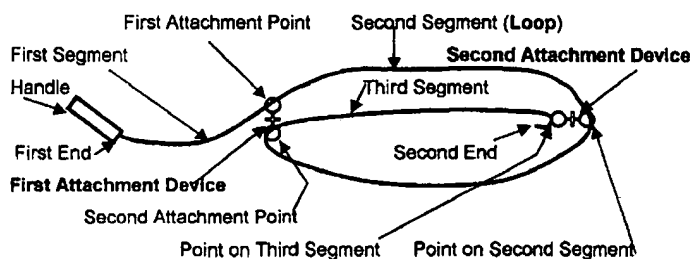 First Attachment Point
Second Segment (Loop)
First Segment
Second Attachment Device
Handle
Third Segment
First End
Second End
First Attachment Device
Second Attachment Point
Point on Third Segment
Point on Second Segment